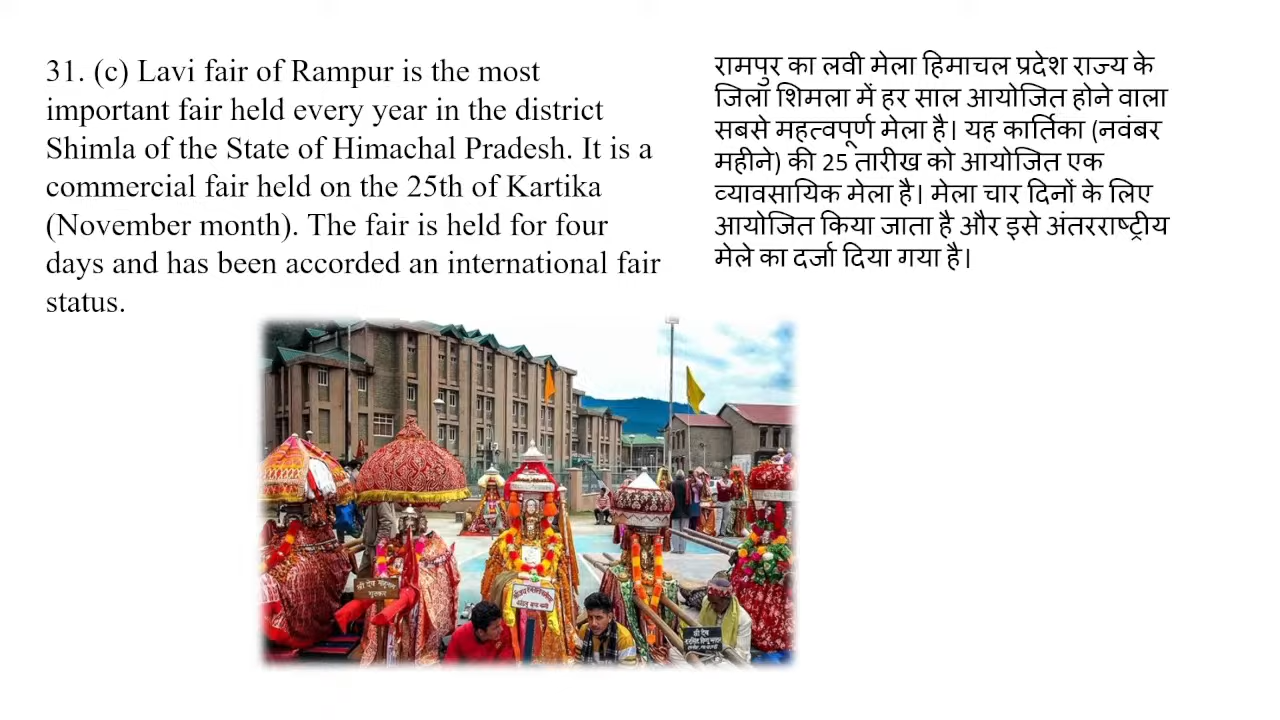 31. (c) Lavi fair of Rampur is the most
important fair held every year in the district
Shimla of the State of Himachal Pradesh. It is a
commercial fair held on the 25th of Kartika
(November month). The fair is held for four
days and has been accorded an international fair
status.
रामपुर का लवी मेला हिमाचल प्रदेश राज्य के
जिला शिमला में हर साल आयोजित होने वाला
सबसे महत्वपूर्ण मेला है। यह कार्तिका (नवंबर
महीने) की 25 तारीख को आयोजित एक
व्यावसायिक मेला है। मेला चार दिनों के लिए
आयोजित किया जाता है और इसे अंतरराष्ट्रीय
मेले का दर्जा दिया गया है।
श्री देव
श्री देव